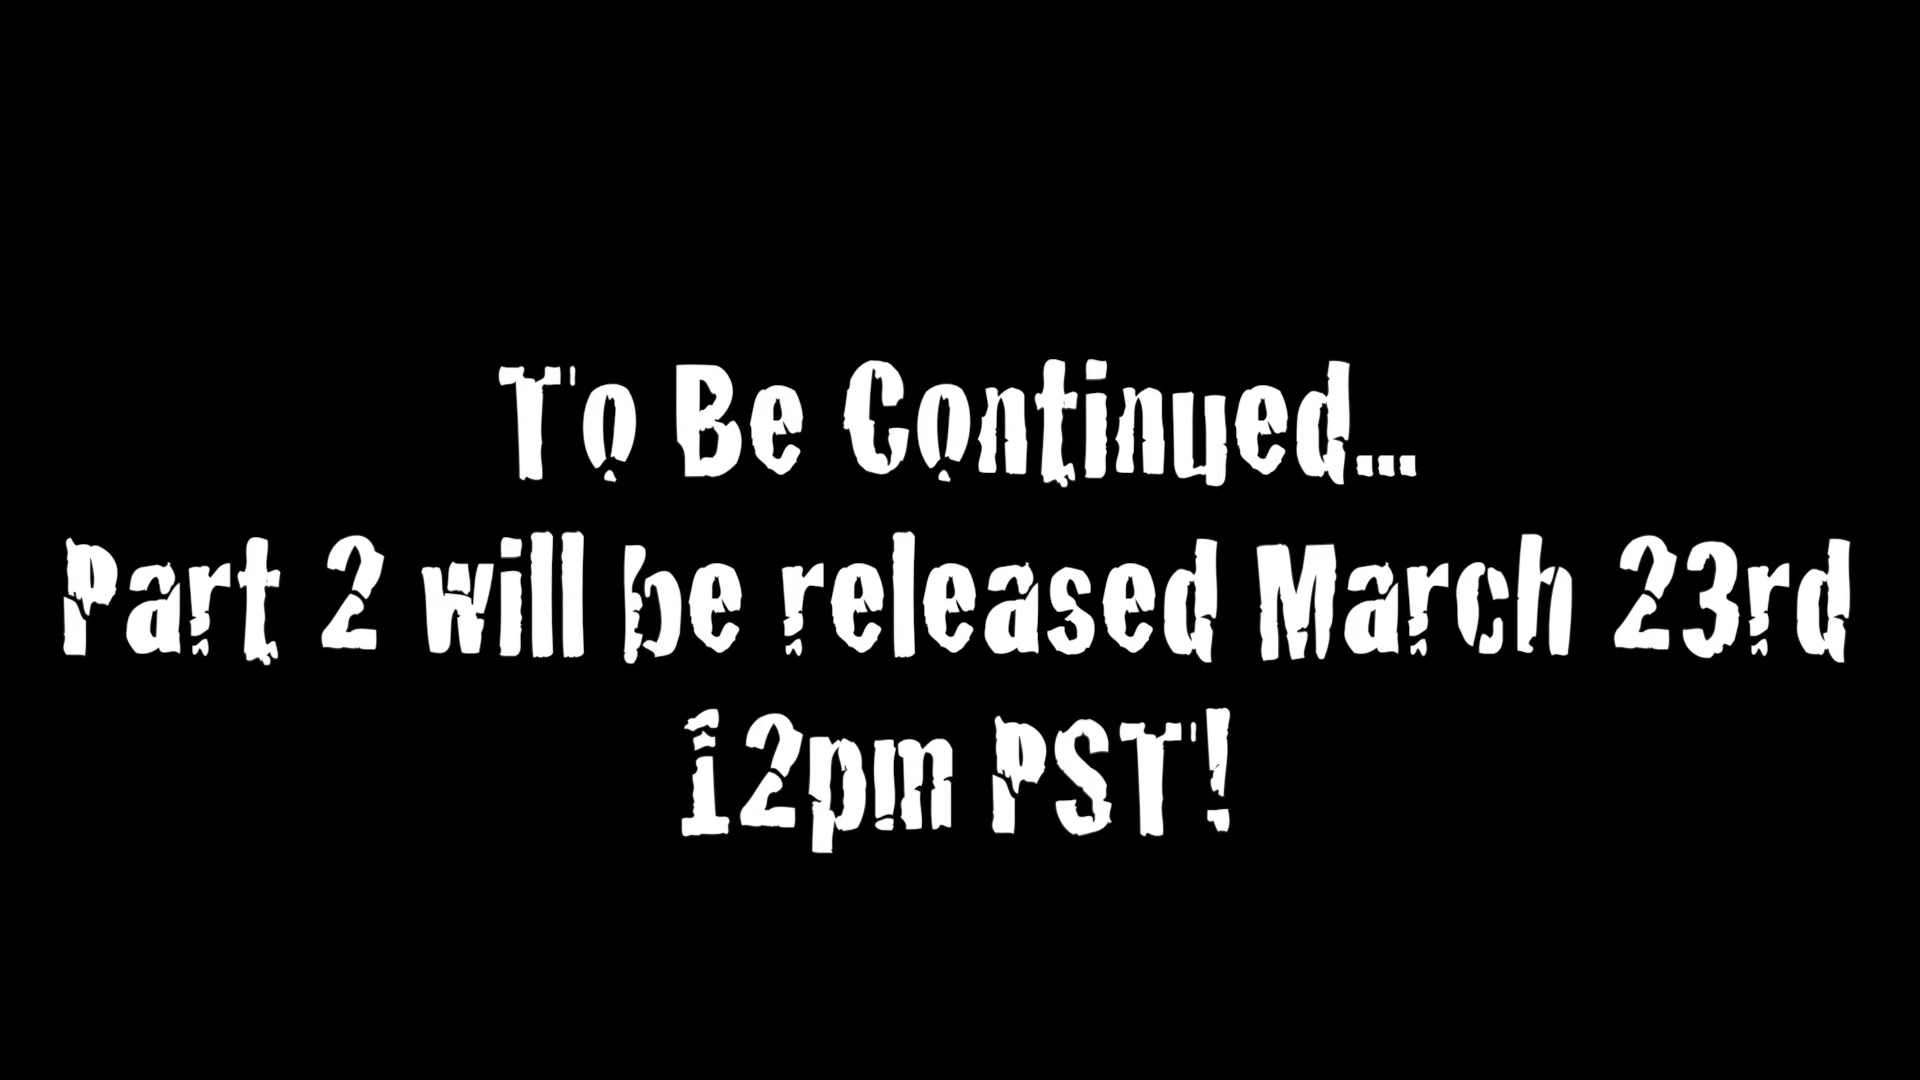 To Be Continued...
Part 2 will be released March 23rd
12pm PST!